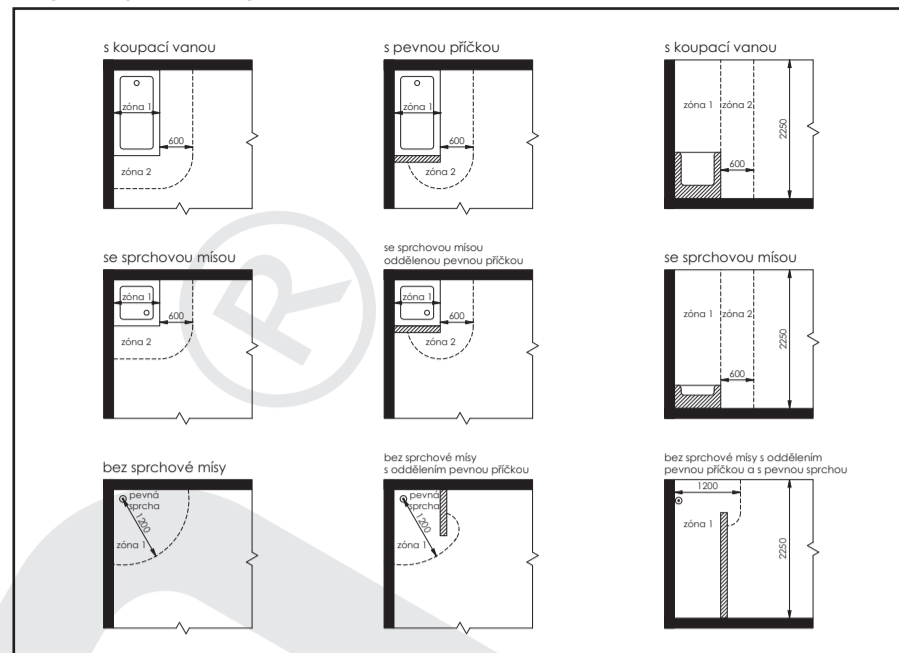 s koupací vanou
zóna 1
600
zóna 2
s pevnou příčkou
zóna 1
600
zóna 2
s koupací vanou
zóna 1 zóna 2
600
2250
se sprchovou mísou
zóna 1
600
zóna 2
se sprchovou mísou
oddělenou pevnou příčkou
zóna 1
600
zóna 2
se sprchovou mísou
zóna 1 zóna 2
600
2250
bez sprchové mísy
pevná
sprcha
1200
zóna 1
bez sprchové mísy
s oddělením pevnou příčkou
pevná
sprcha
1200
zóna 1
bez sprchové mísy s oddělením
pevnou příčkou a s pevnou sprchou
1200
zóna 1
2250
R